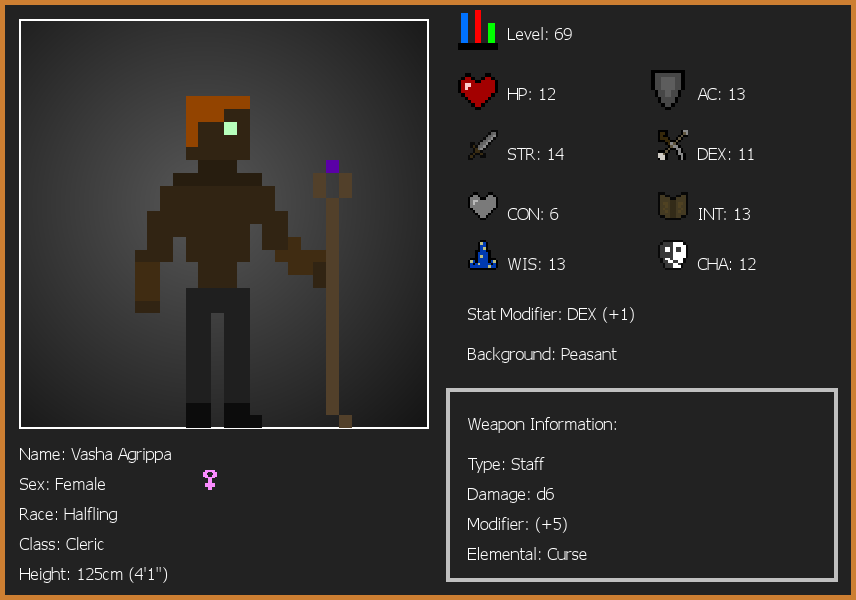 Level: 69
HP: 12
AC: 13
STR: 14
DEX: 11
CON: 6
INT: 13
WIS: 13
CHA: 12
Stat Modifier: DEX (+1)
Background: Peasant
Weapon Information:
Type: Staff
Damage: d6
Modifier: (+5)
Elemental: Curse
Name: Vasha Agrippa
Sex: Female
Race: Halfling
Class: Cleric
Height: 125cm (4'1")